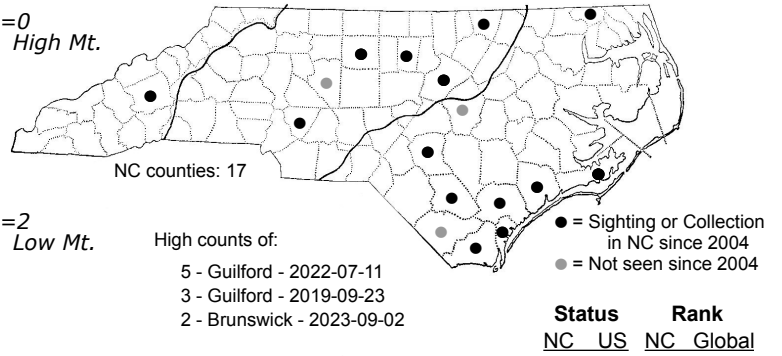 =0
High Mt.
NC counties: 17
=2
Low Mt.
High counts of:
5 - Guilford - 2022-07-11
3 - Guilford - 2019-09-23
2 - Brunswick - 2023-09-02
● = Sighting or Collection
in NC since 2004
● = Not seen since 2004
Status Rank
NC US NC Global